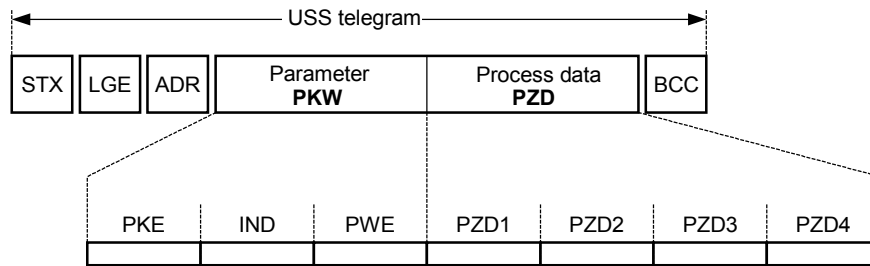 USS telegram
STX LGE ADR Parameter PKW Process data PZD BCC
PKE IND PWE PZD1 PZD2 PZD3 PZD4